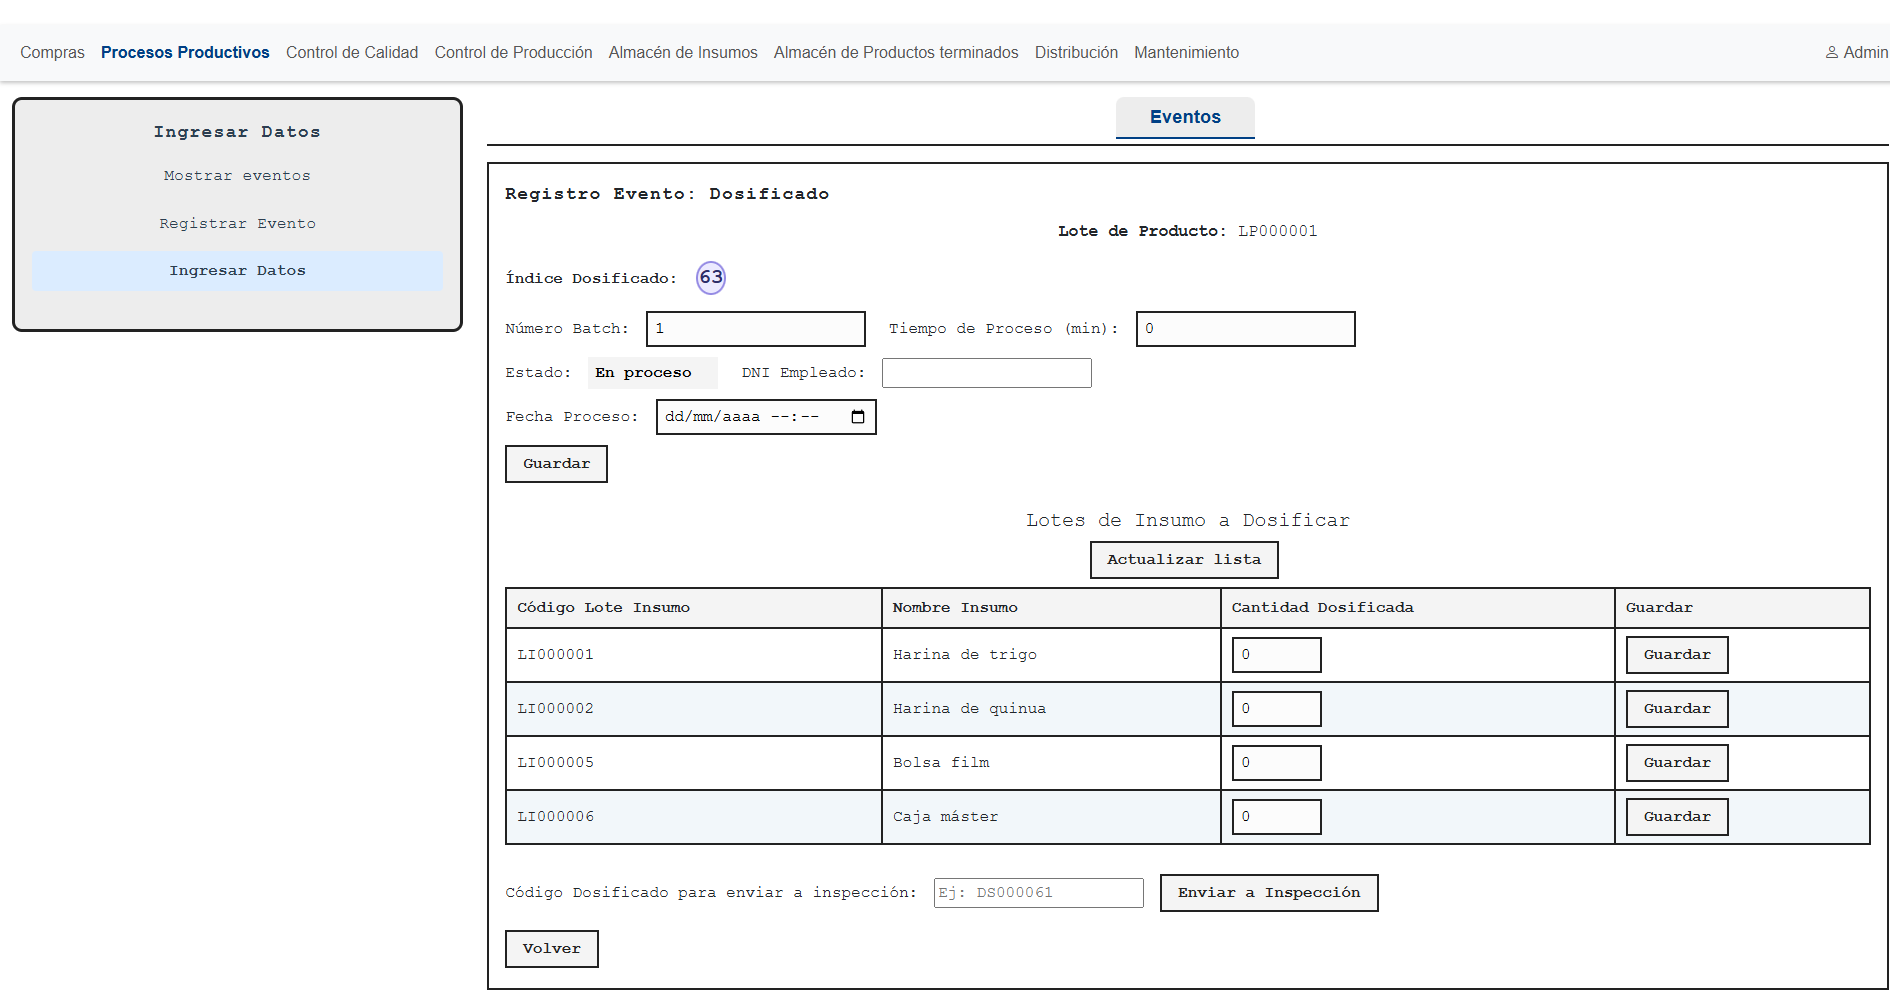 Compras Procesos Productivos Control de Calidad Control de Producción Almacén de Insumos Almacén de Productos terminados Distribución Mantenimiento Admin
Ingresar Datos
Mostrar eventos
Registrar Evento
Ingresar Datos
Eventos
Registro Evento: Dosificado
Lote de Producto: LP000001
Índice Dosificado: 63
Número Batch: 1 Tiempo de Proceso (min): 0
Estado: En proceso DNI Empleado:
Fecha Proceso: dd/mm/aaaa --:--
Guardar
Lotes de Insumo a Dosificar
Actualizar lista
Código Lote Insumo Nombre Insumo Cantidad Dosificada Guardar
LI000001 Harina de trigo 0 Guardar
LI000002 Harina de quinua 0 Guardar
LI000005 Bolsa film 0 Guardar
LI000006 Caja máster 0 Guardar
Código Dosificado para enviar a inspección: Ej: DS000061 Enviar a Inspección
Volver